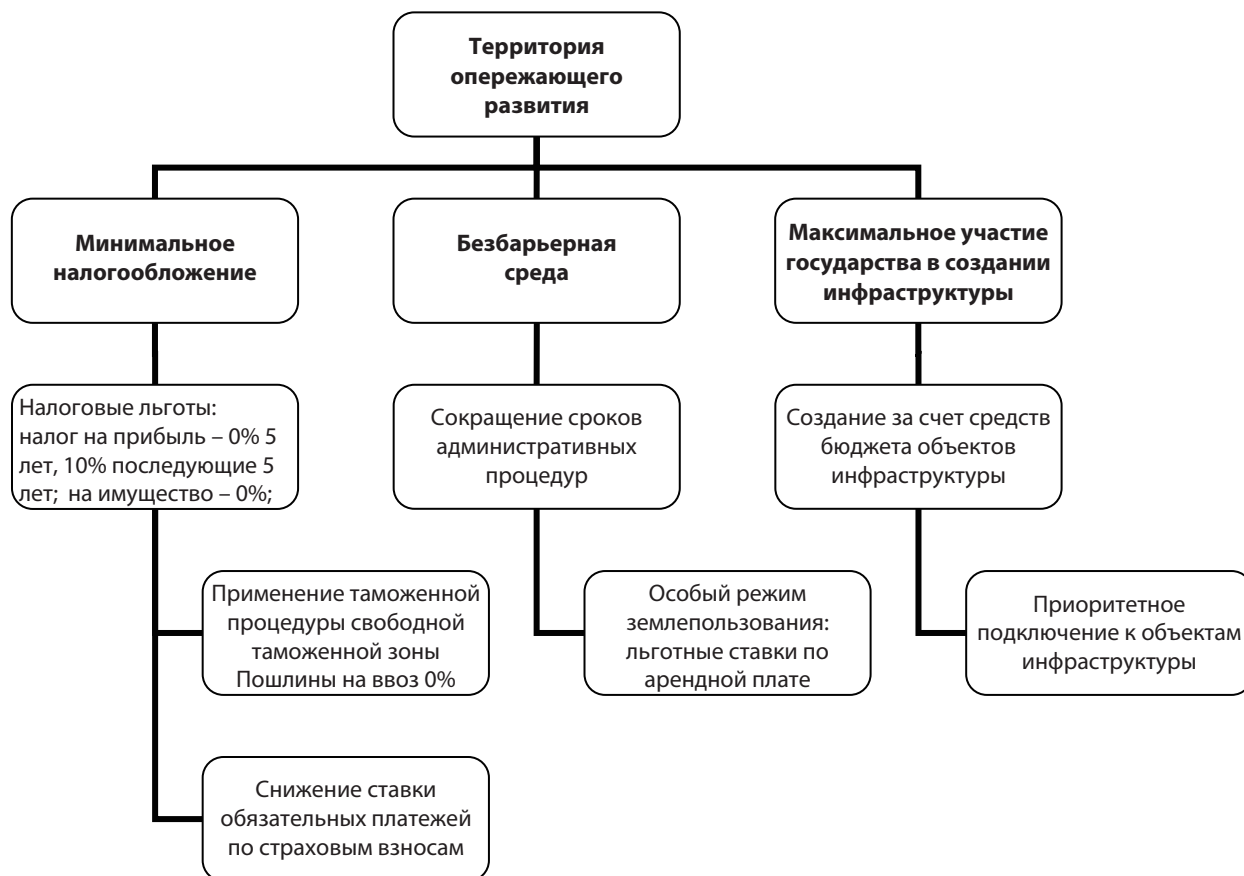 Территория
опережающего
развития
Минимальное
налогообложение
Безбарьерная
среда
Максимальное участие
государства в создании
инфраструктуры
Налоговые льготы:
налог на прибыль – 0% 5
лет, 10% последующие 5
лет; на имущество – 0%;
Сокращение сроков
административных
процедур
Создание за счет средств
бюджета объектов
инфраструктуры
Применение таможенной
процедуры свободной
таможенной зоны
Пошлины на ввоз 0%
Особый режим
землепользования:
льготные ставки по
арендной плате
Приоритетное
подключение к объектам
инфраструктуры
Снижение ставки
обязательных платежей
по страховым взносам